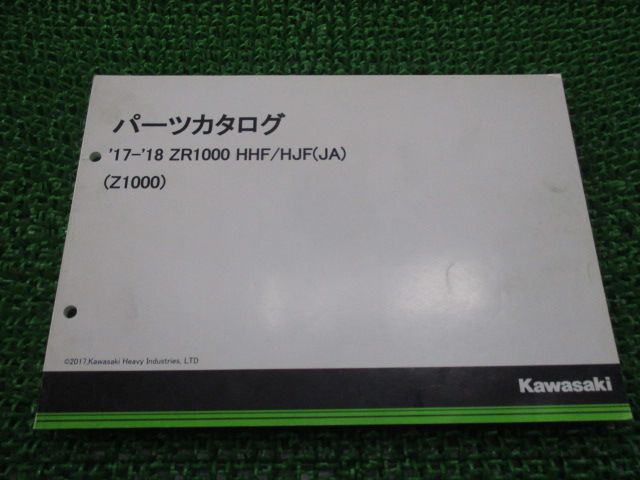 パーツカタログ
'17-'18 ZR1000 HHF/HJF(JA)
(Z1000)
©2017,Kawasaki Heavy Industries, LTD
Kawasaki